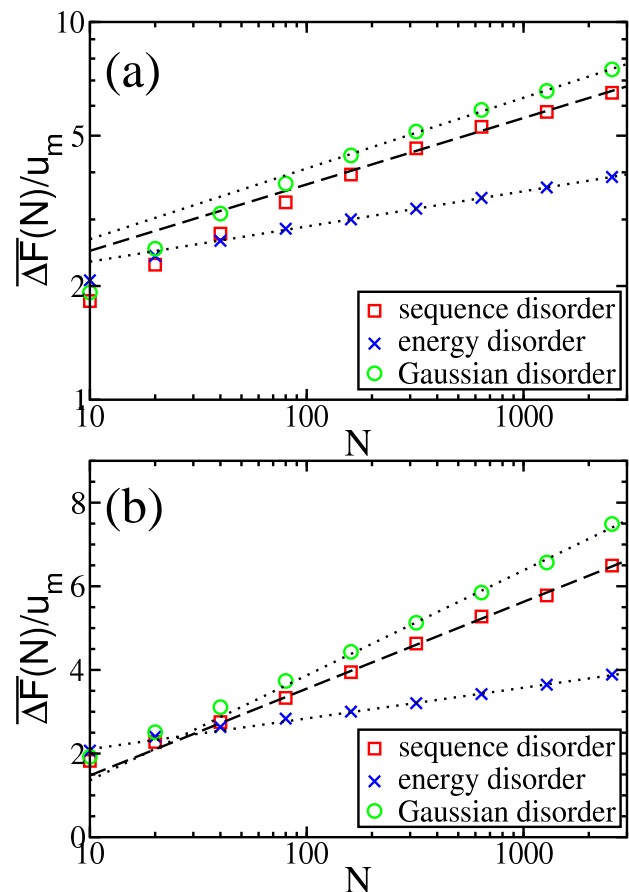 (a)
10
5
2
1
ΔF(N)/u_m
10 100 1000
N
sequence disorder
energy disorder
Gaussian disorder
(b)
8
6
4
2
0
ΔF(N)/u_m
10 100 1000
N
sequence disorder
energy disorder
Gaussian disorder